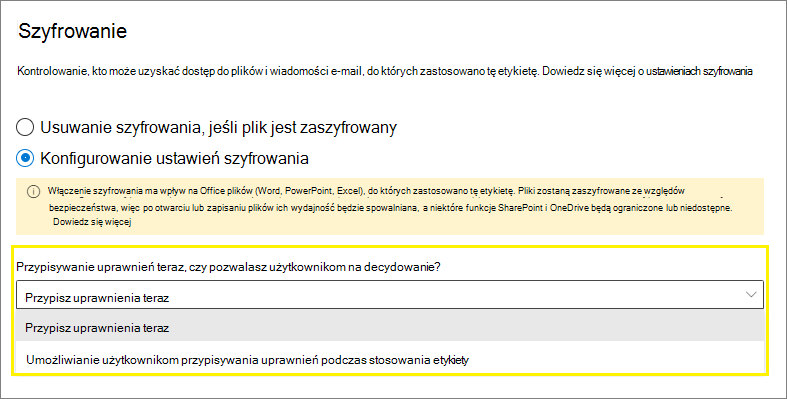 Szyfrowanie
Kontrolowanie, kto może uzyskać dostęp do plików i wiadomości e-mail, do których zastosowano tę etykietę. Dowiedz się więcej o ustawieniach szyfrowania
Usuwanie szyfrowania, jeśli plik jest zaszyfrowany
Konfigurowanie ustawień szyfrowania
Włączenie szyfrowania ma wpływ na Office plików (Word, PowerPoint, Excel), do których zastosowano tę etykietę. Pliki zostaną zaszyfrowane ze względów
bezpieczeństwa, więc po otwarciu lub zapisaniu plików ich wydajność będzie spowalniana, a niektóre funkcje SharePoint i OneDrive będą ograniczone lub niedostępne.
Dowiedz się więcej
Przypisywanie uprawnień teraz, czy pozwalasz użytkownikom na decydowanie?
Przypisz uprawnienia teraz
Przypisz uprawnienia teraz
Umożliwianie użytkownikom przypisywania uprawnień podczas stosowania etykiety